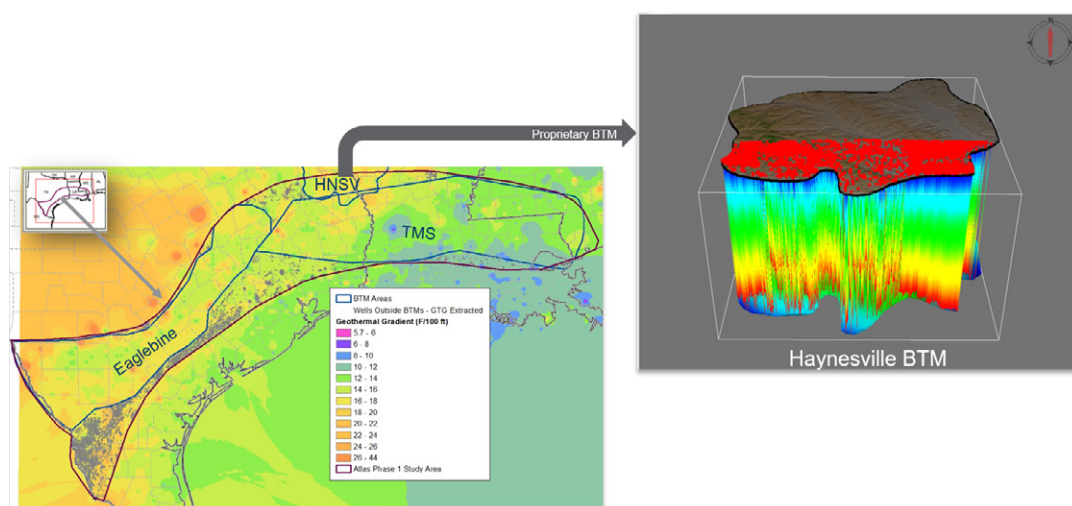 Proprietary BTM
N
HNSV
TMS
Eaglebine
BTM Areas
Wells Outside BTMs - GTG Extracted
Geothermal Gradient (F/100 ft)
5.7 - 6
6 - 8
8 - 10
10 - 12
12 - 14
14 - 16
16 - 18
18 - 20
20 - 22
22 - 24
24 - 26
26 - 44
Atlas Phase 1 Study Area
Haynesville BTM